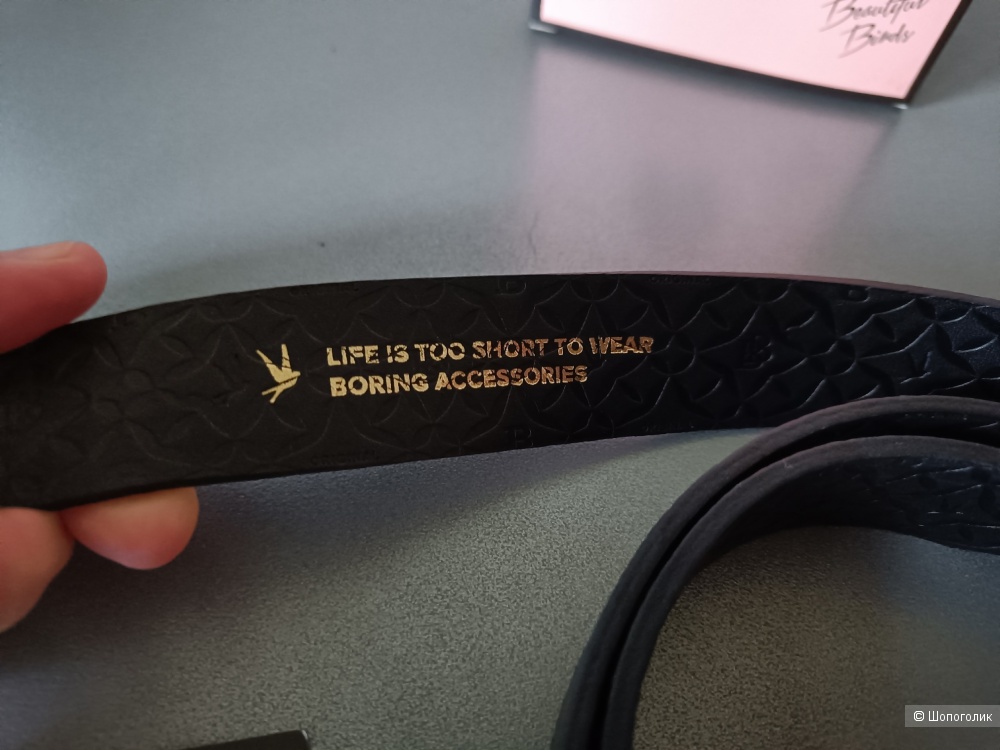 Beautiful
Birds
LIFE IS TOO SHORT TO WEAR
BORING ACCESSORIES
© Шопоголик